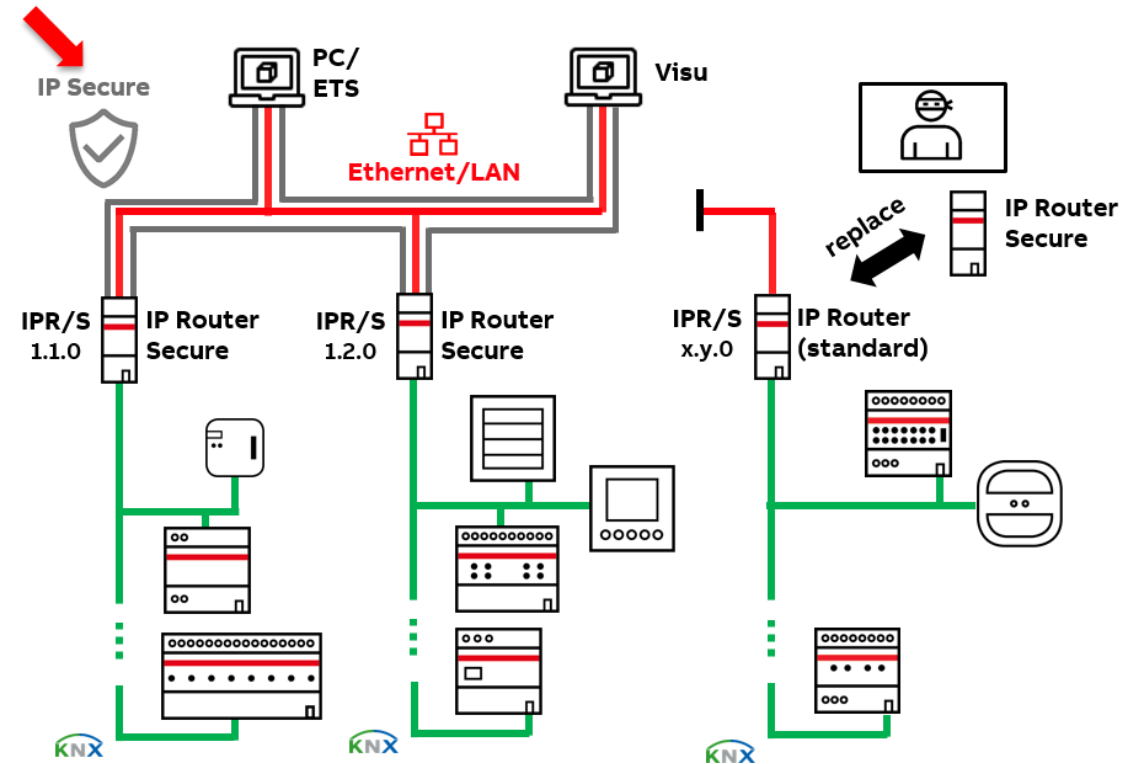 IP Secure
PC/
ETS
Visu
Ethernet/LAN
replace
IP Router
Secure
IPR/S
1.1.0
IP Router
Secure
IPR/S
1.2.0
IP Router
Secure
IPR/S
x.y.0
IP Router
(standard)
KNX
KNX
KNX